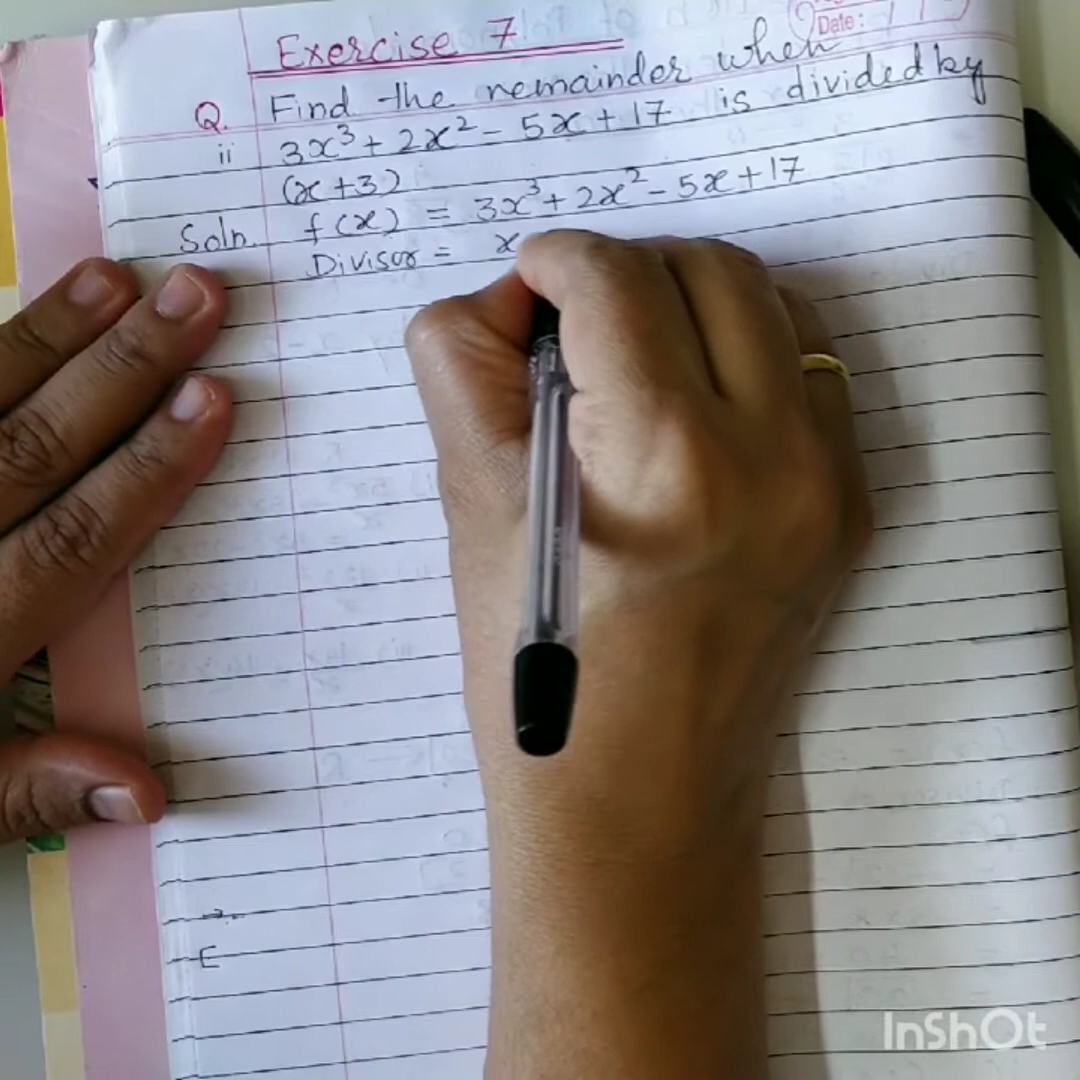 Date:
Exercise 7
Q. Find the remainder when
ii 3x³ + 2x² - 5x + 17 is divided by
(x + 3)
Soln. f(x) = 3x³ + 2x² - 5x + 17
Divisor = x
InShOt